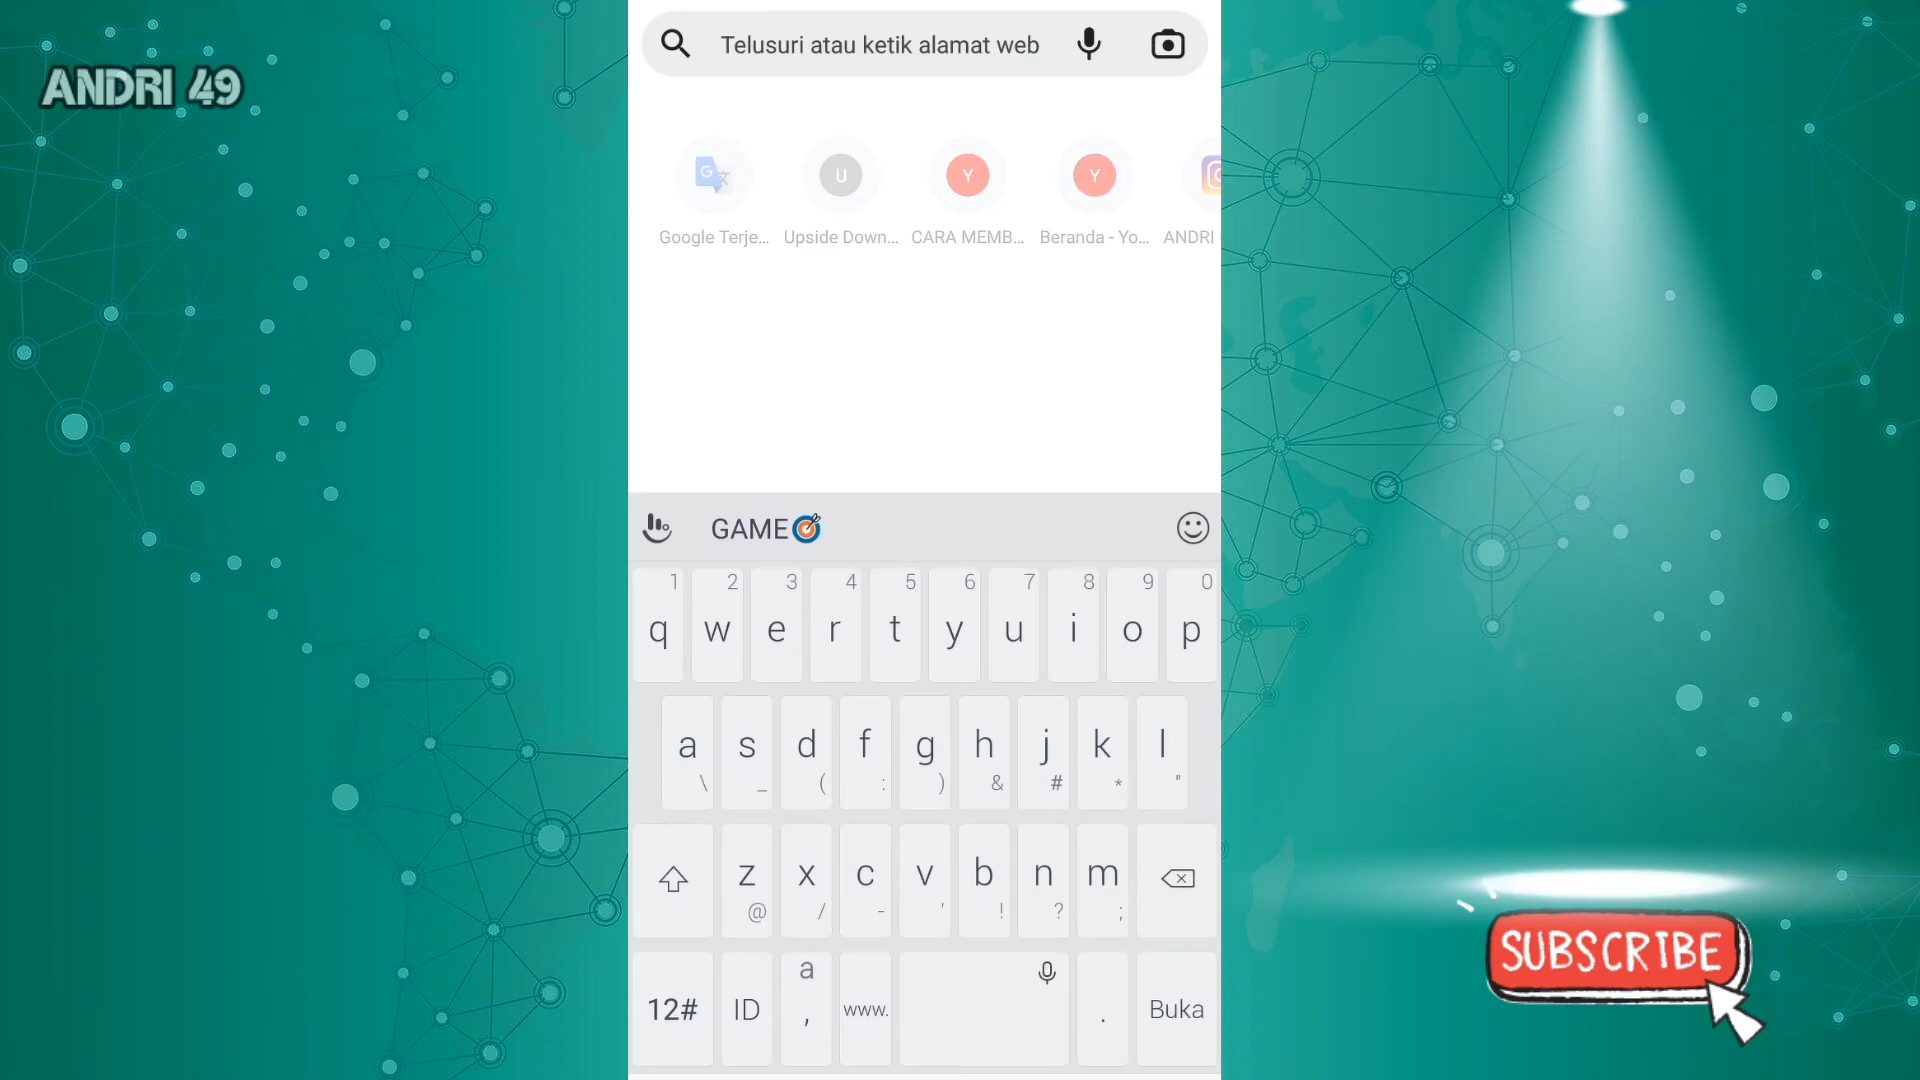 ANDRI 49
Telusuri atau ketik alamat web
G
U
Y
Y
Google Terje...
Upside Down...
CARA MEMB...
Beranda - Yo...
ANDRI
GAME
1 2 3 4 5 6 7 8 9 0
q w e r t y u i o p
a s d f g h j k l
\ _ ( : ) & # * "
z x c v b n m
@ / - ' ! ? ;
a
12# ID , www. . Buka
SUBSCRIBE